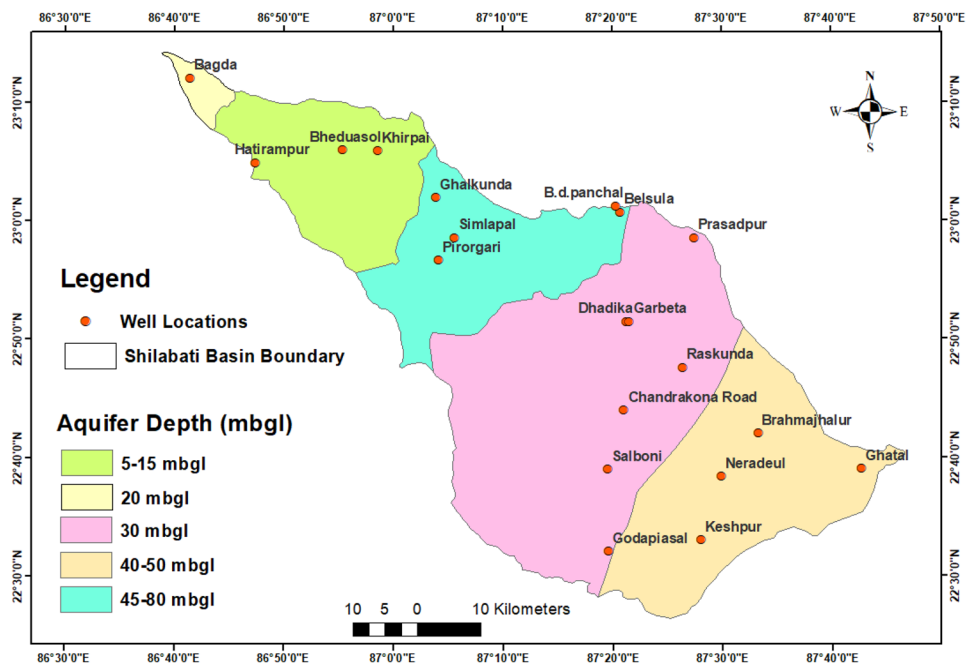 86°30'0"E 86°40'0"E 86°50'0"E 87°0'0"E 87°10'0"E 87°20'0"E 87°30'0"E 87°40'0"E 87°50'0"E
23°10'0"N 23°10'0"N
23°0'0"N 23°0'0"N
22°50'0"N 22°50'0"N
22°40'0"N 22°40'0"N
22°30'0"N 22°30'0"N
N
W E
S
Bagda
Bheduasol Khirpai
Hatirampur
Ghalkunda
B.d.panchal
Belsula
Simlapal
Prasadpur
Pirorgari
Dhadika Garbeta
Raskunda
Chandrakona Road
Brahmajhalur
Salboni
Neradeul
Ghatal
Godapiasal
Keshpur
Legend
Well Locations
Shilabati Basin Boundary
Aquifer Depth (mbgl)
5-15 mbgl
20 mbgl
30 mbgl
40-50 mbgl
45-80 mbgl
10 5 0 10 Kilometers
86°30'0"E 86°40'0"E 86°50'0"E 87°0'0"E 87°10'0"E 87°20'0"E 87°30'0"E 87°40'0"E